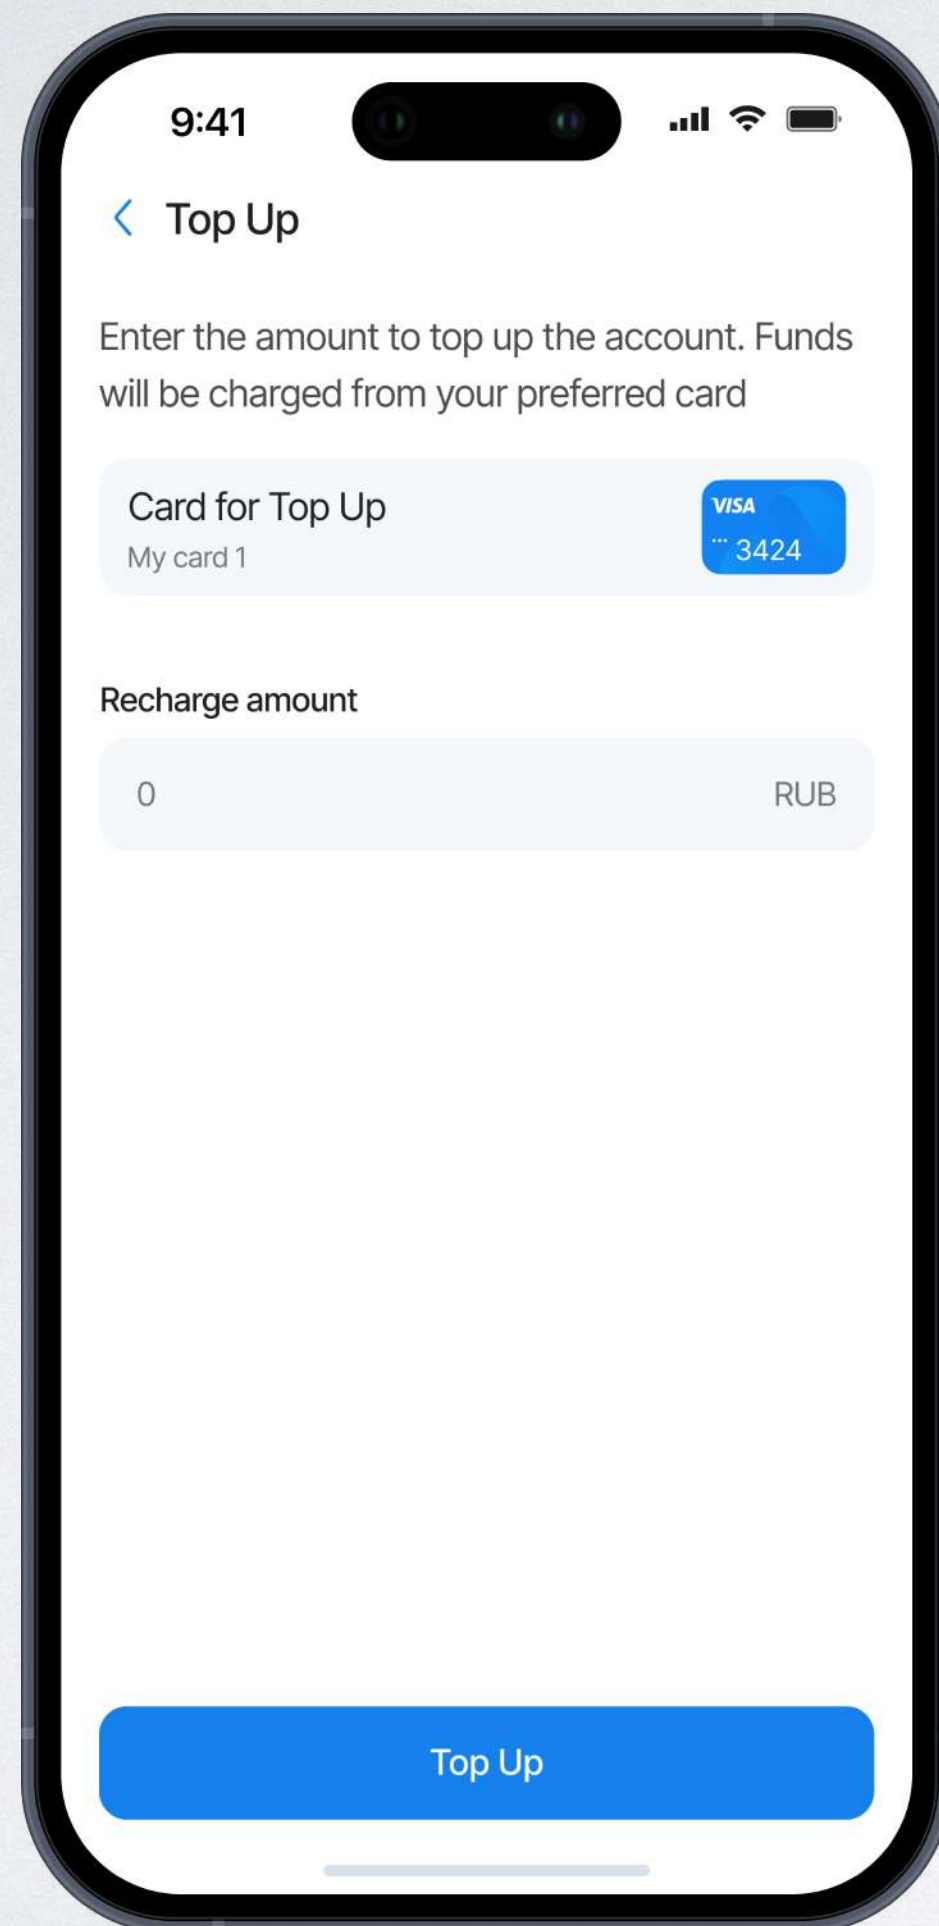 9:41
Top Up
Enter the amount to top up the account. Funds
will be charged from your preferred card
Card for Top Up
My card 1
VISA
... 3424
Recharge amount
0 RUB
Top Up